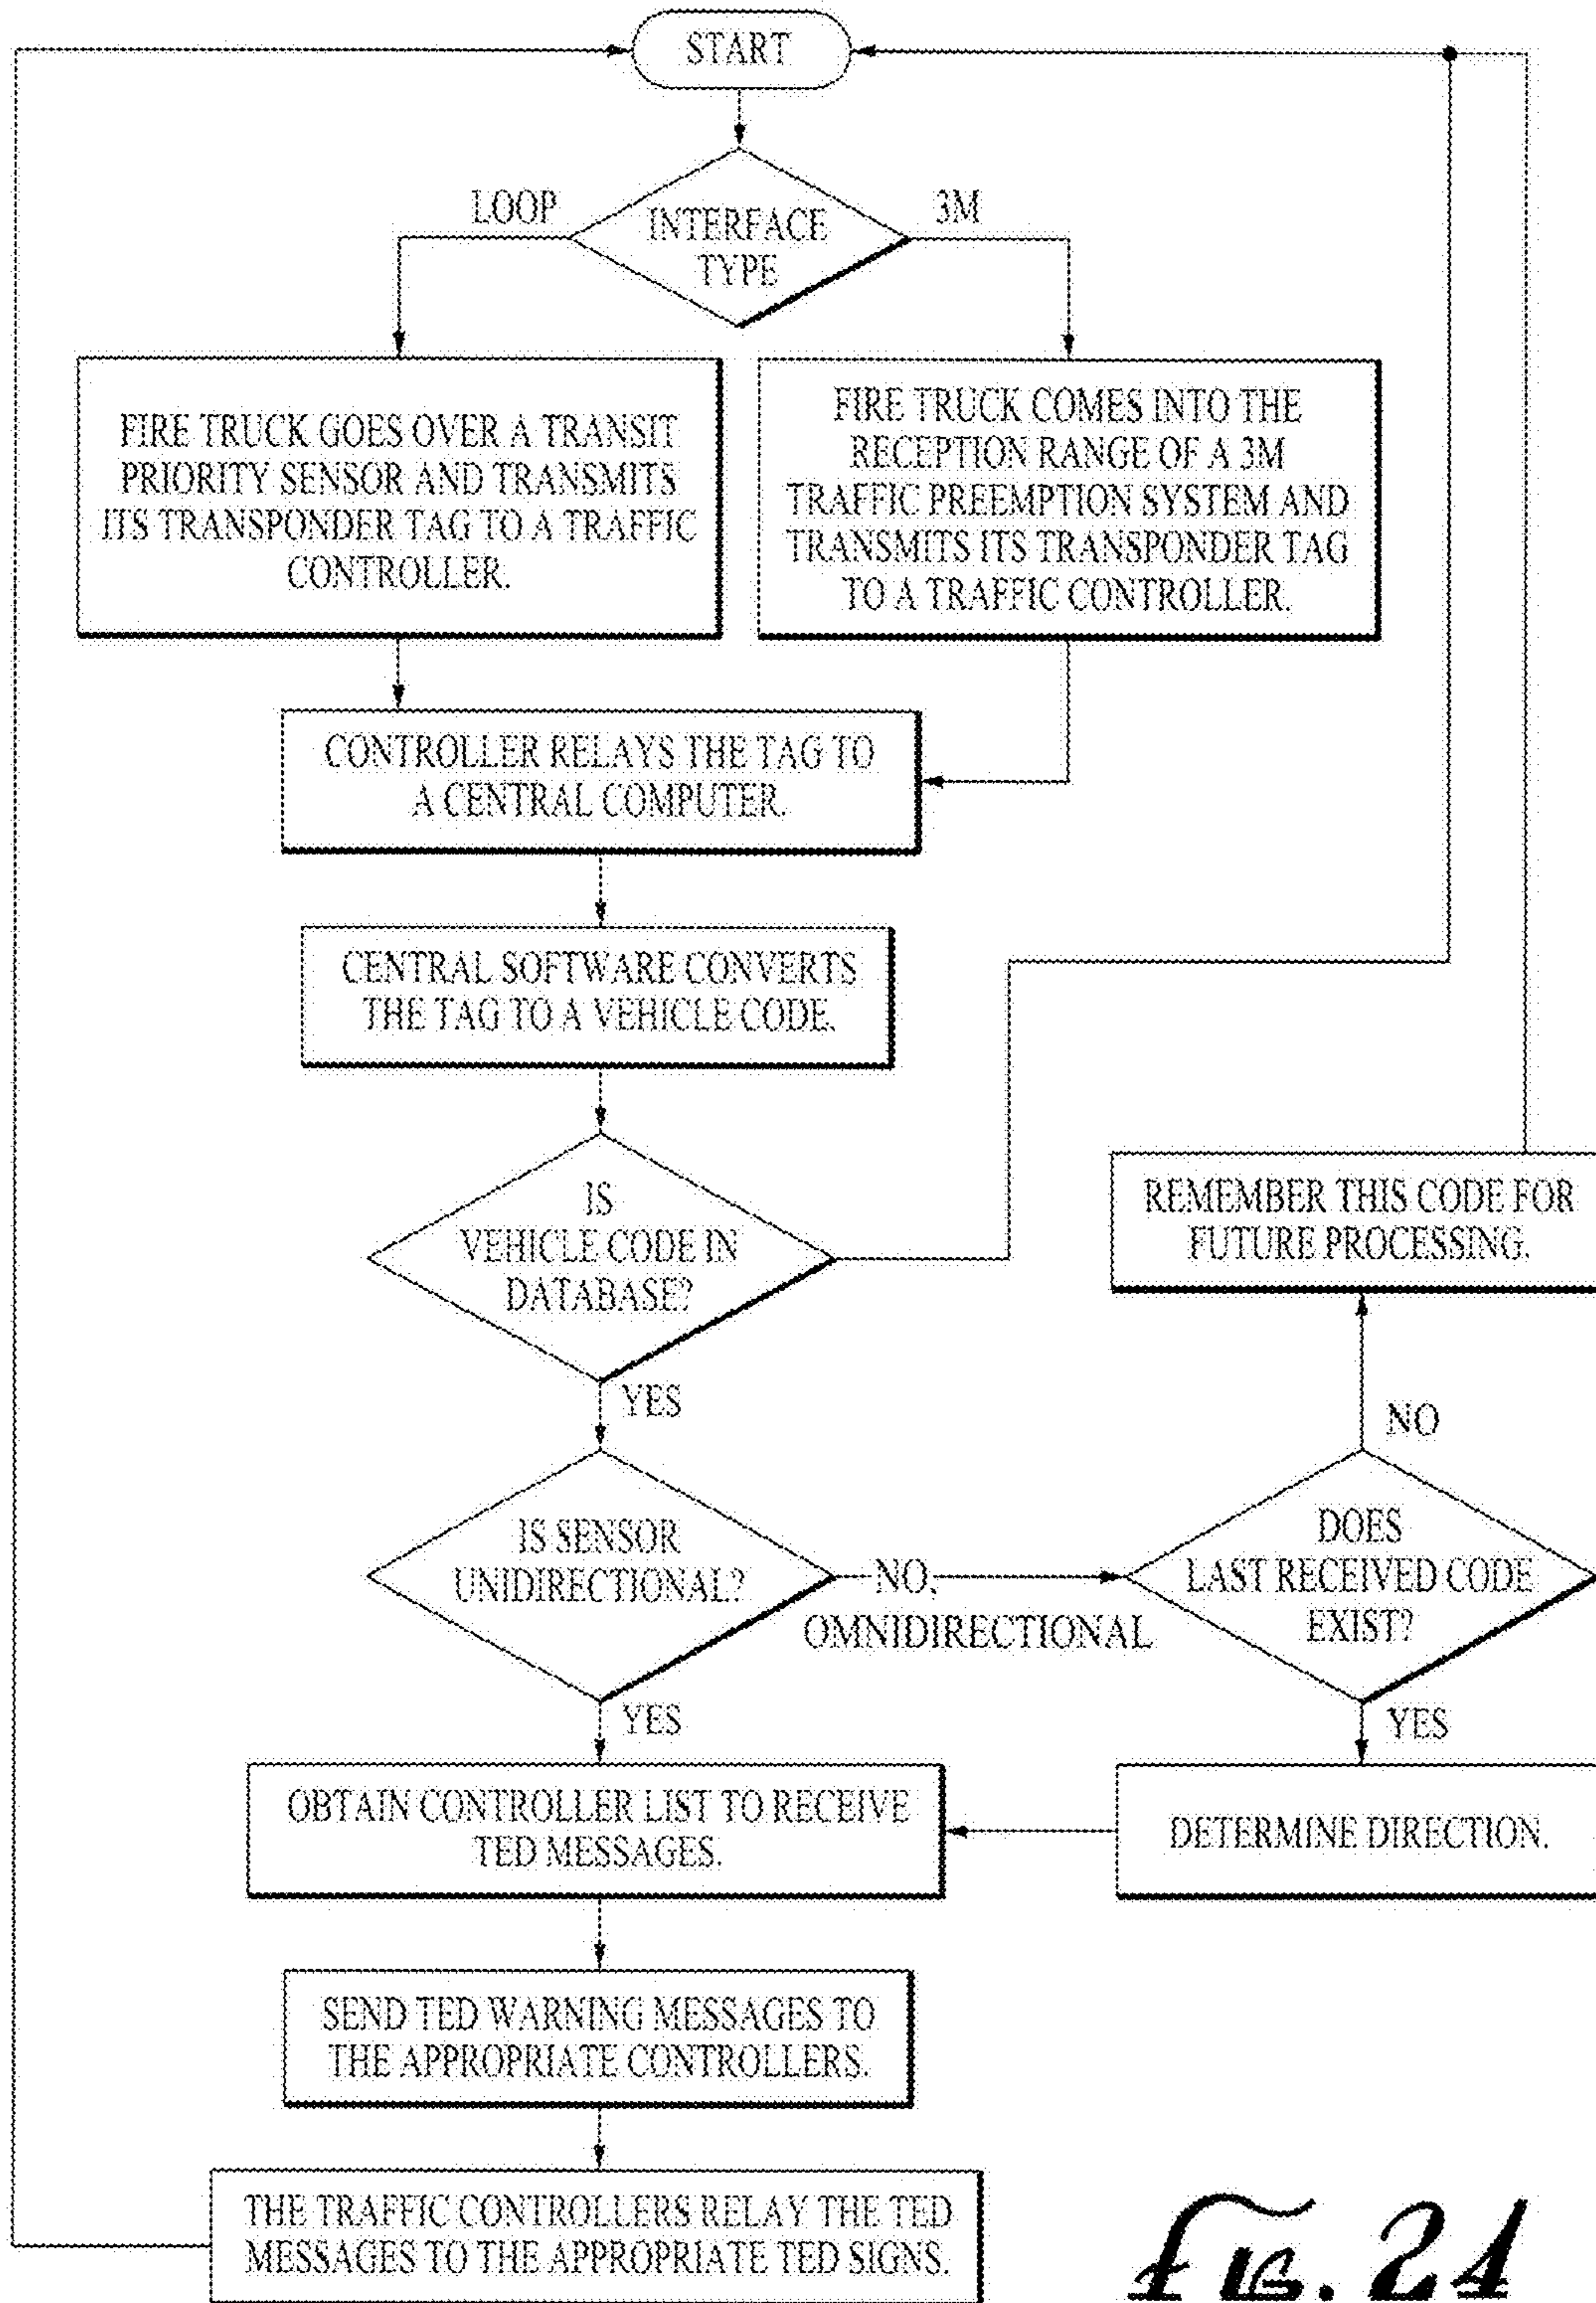 START
LOOP
INTERFACE
TYPE
3M
FIRE TRUCK GOES OVER A TRANSIT
PRIORITY SENSOR AND TRANSMITS
ITS TRANSPONDER TAG TO A TRAFFIC
CONTROLLER.
FIRE TRUCK COMES INTO THE
RECEPTION RANGE OF A 3M
TRAFFIC PREEMPTION SYSTEM AND
TRANSMITS ITS TRANSPONDER TAG
TO A TRAFFIC CONTROLLER.
CONTROLLER RELAYS THE TAG TO
A CENTRAL COMPUTER.
CENTRAL SOFTWARE CONVERTS
THE TAG TO A VEHICLE CODE.
IS
VEHICLE CODE IN
DATABASE?
REMEMBER THIS CODE FOR
FUTURE PROCESSING.
YES
NO
IS SENSOR
UNIDIRECTIONAL?
NO,
OMNIDIRECTIONAL
DOES
LAST RECEIVED CODE
EXIST?
YES
YES
OBTAIN CONTROLLER LIST TO RECEIVE
TED MESSAGES.
DETERMINE DIRECTION.
SEND TED WARNING MESSAGES TO
THE APPROPRIATE CONTROLLERS.
THE TRAFFIC CONTROLLERS RELAY THE TED
MESSAGES TO THE APPROPRIATE TED SIGNS.
FIG. 24